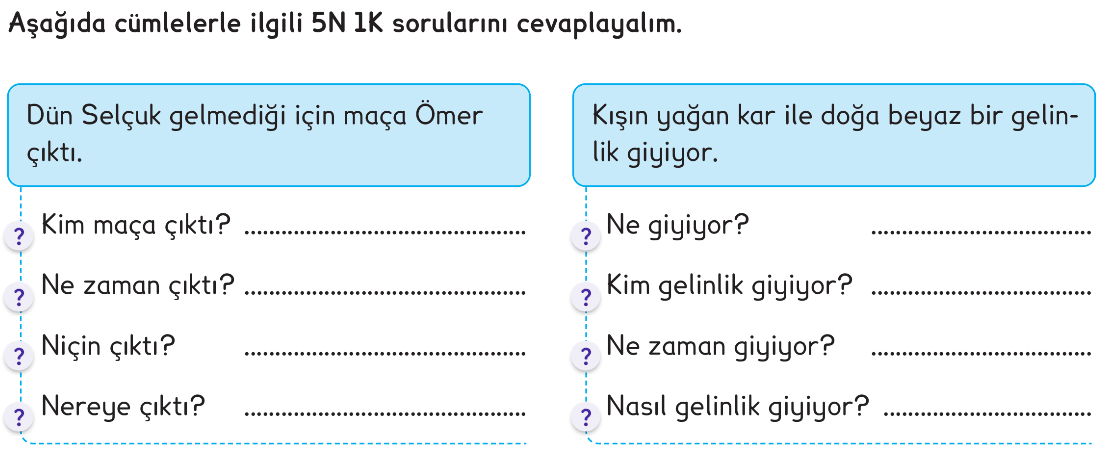 Aşağıda cümlelerle ilgili 5N 1K sorularını cevaplayalım.
Dün Selçuk gelmediği için maça Ömer
çıktı.
? Kim maça çıktı? ..............................................
? Ne zaman çıktı? ..............................................
? Niçin çıktı? ..............................................
? Nereye çıktı? ..............................................
Kışın yağan kar ile doğa beyaz bir gelin-
lik giyiyor.
? Ne giyiyor? ....................................
? Kim gelinlik giyiyor? ....................................
? Ne zaman giyiyor? ....................................
? Nasıl gelinlik giyiyor? ..................................